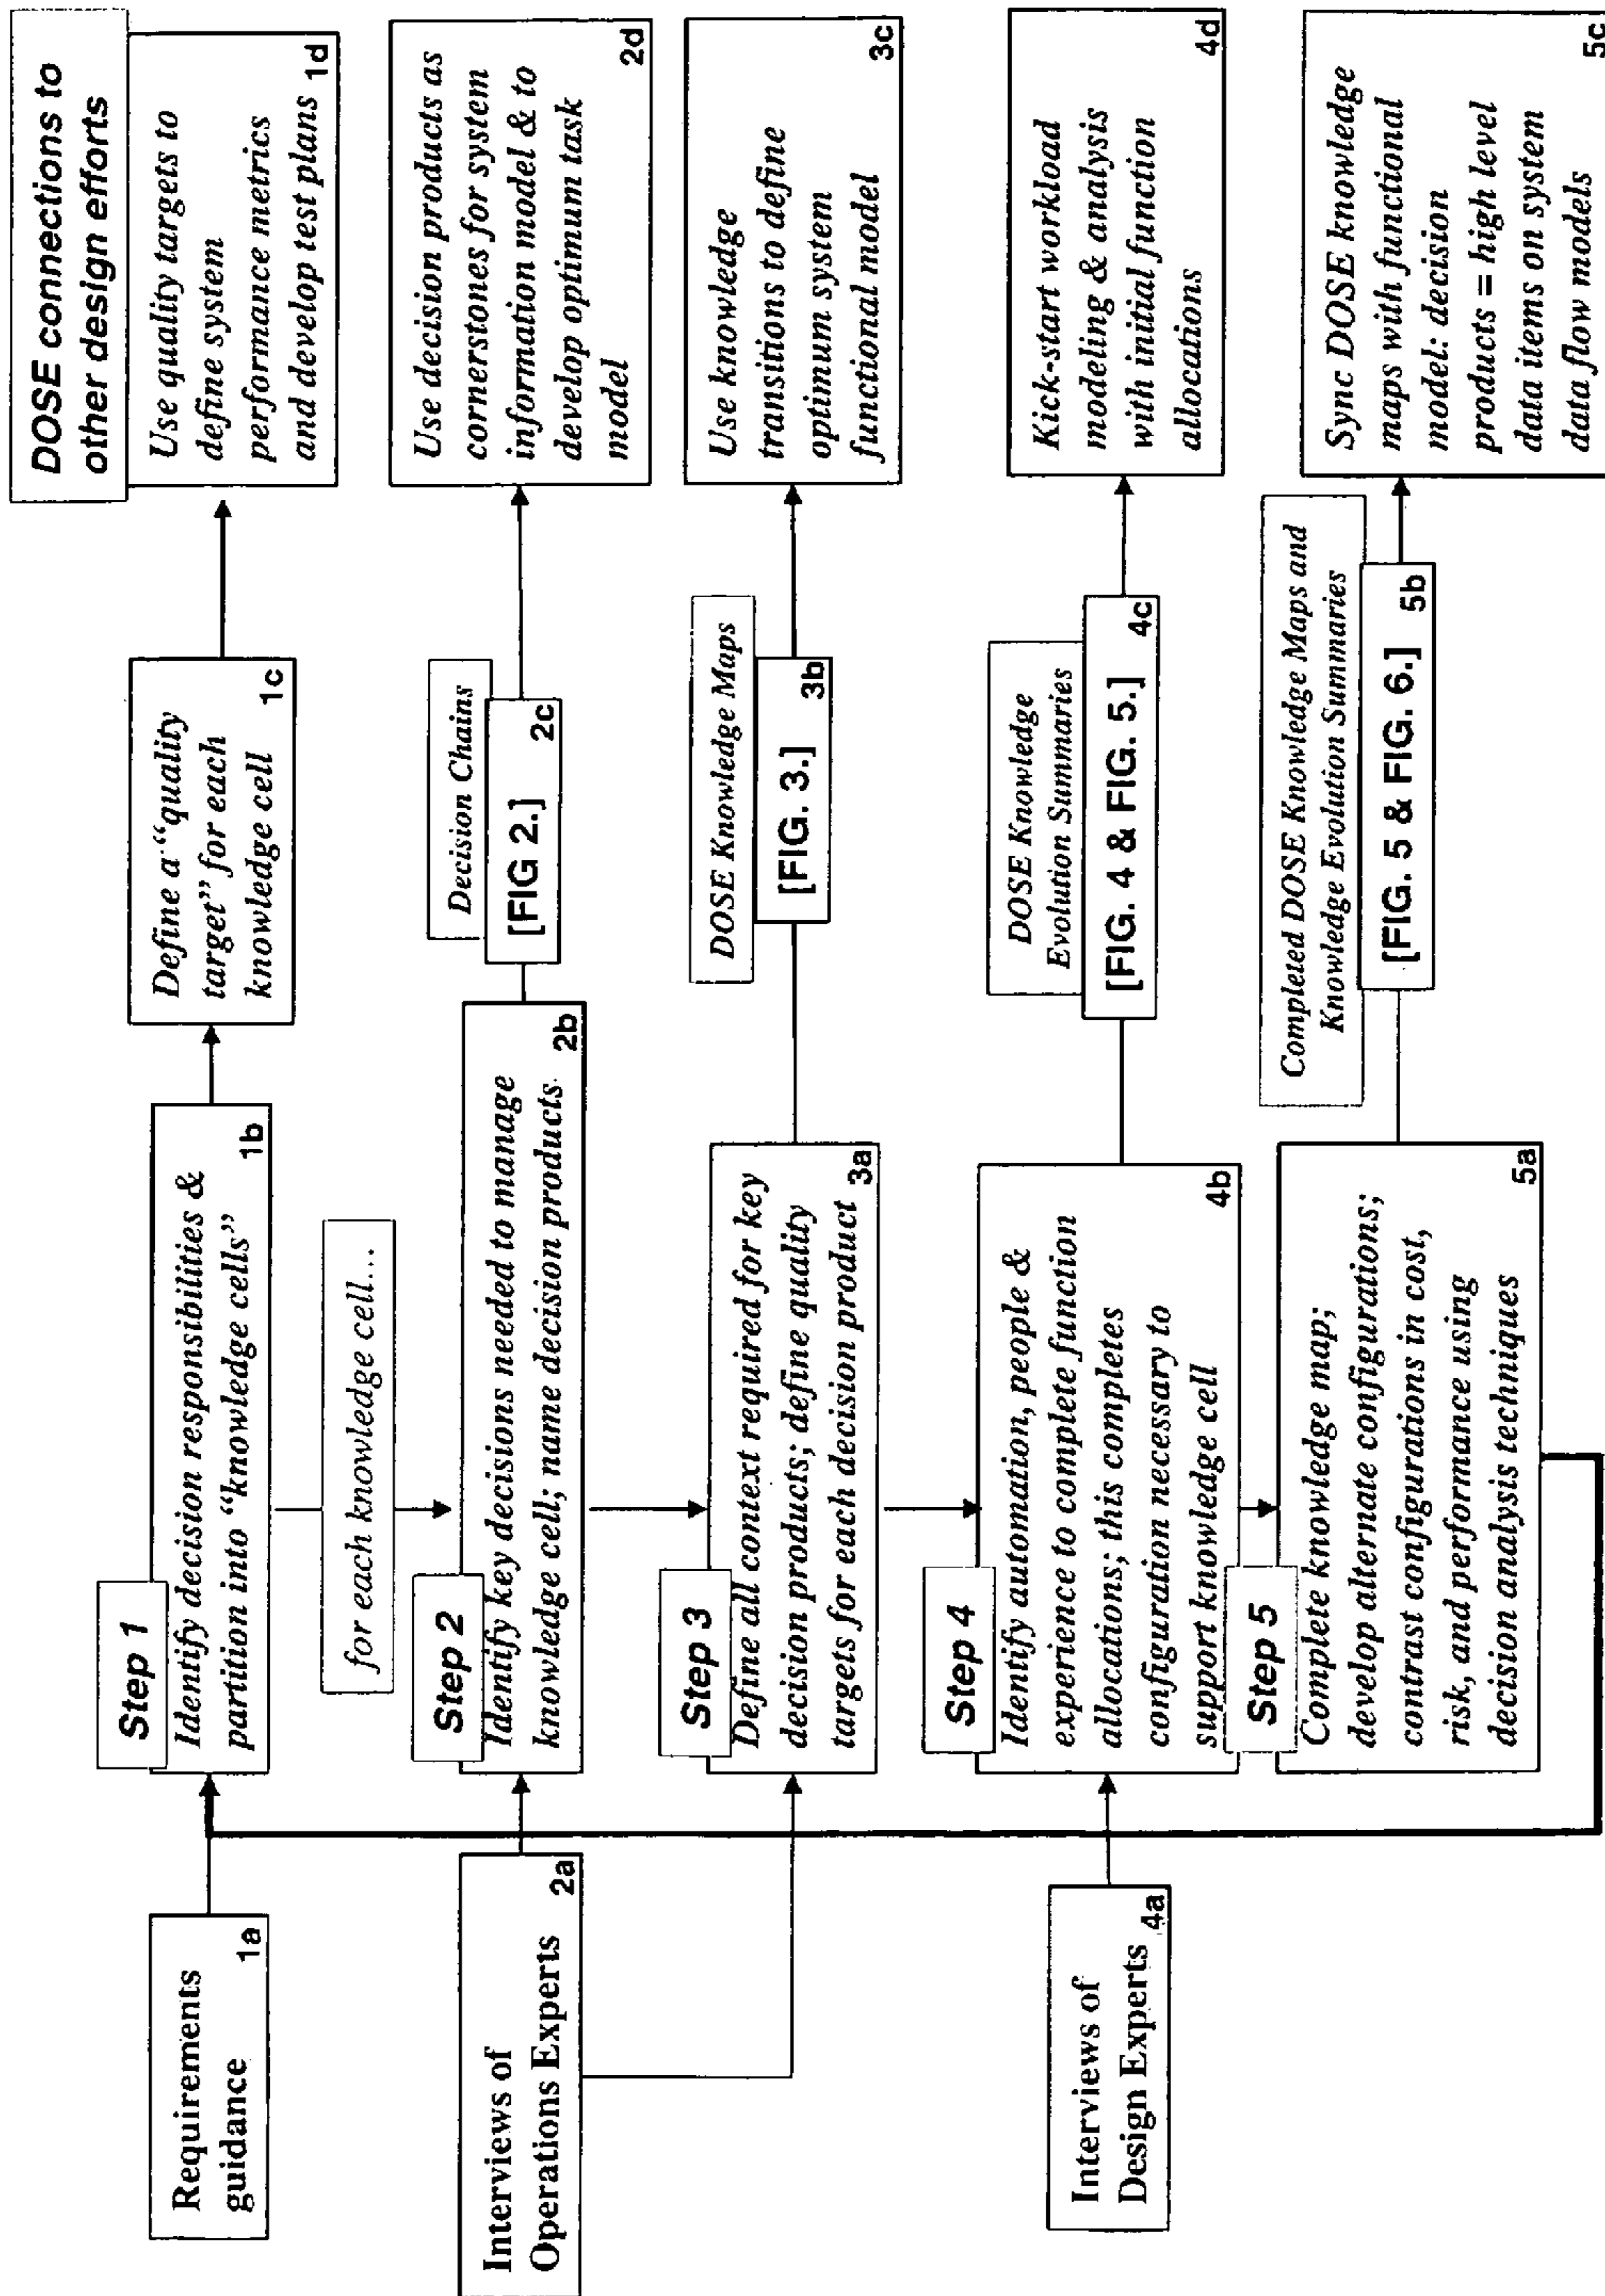 DOSE connections to
other design efforts
Requirements
guidance
1a
Step 1
Identify decision responsibilities &
partition into “knowledge cells”
1b
Define a “quality
target” for each
knowledge cell
1c
Use quality targets to
define system
performance metrics
and develop test plans
1d
for each knowledge cell...
Interviews of
Operations Experts
2a
Step 2
Identify key decisions needed to manage
knowledge cell; name decision products
2b
Decision Chains
[FIG 2.]
2c
Use decision products as
cornerstones for system
information model & to
develop optimum task
model
2d
Step 3
Define all context required for key
decision products; define quality
targets for each decision product
3a
DOSE Knowledge Maps
[FIG. 3.]
3b
Use knowledge
transitions to define
optimum system
functional model
3c
Interviews of
Design Experts
4a
Step 4
Identify automation, people &
experience to complete function
allocations; this completes
configuration necessary to
support knowledge cell
4b
DOSE Knowledge
Evolution Summaries
[FIG. 4 & FIG. 5.]
4c
Kick-start workload
modeling & analysis
with initial function
allocations
4d
Step 5
Complete knowledge map;
develop alternate configurations;
contrast configurations in cost,
risk, and performance using
decision analysis techniques
5a
Completed DOSE Knowledge Maps and
Knowledge Evolution Summaries
[FIG. 5 & FIG. 6.]
5b
Sync DOSE knowledge
maps with functional
model: decision
products = high level
data items on system
data flow models
5c